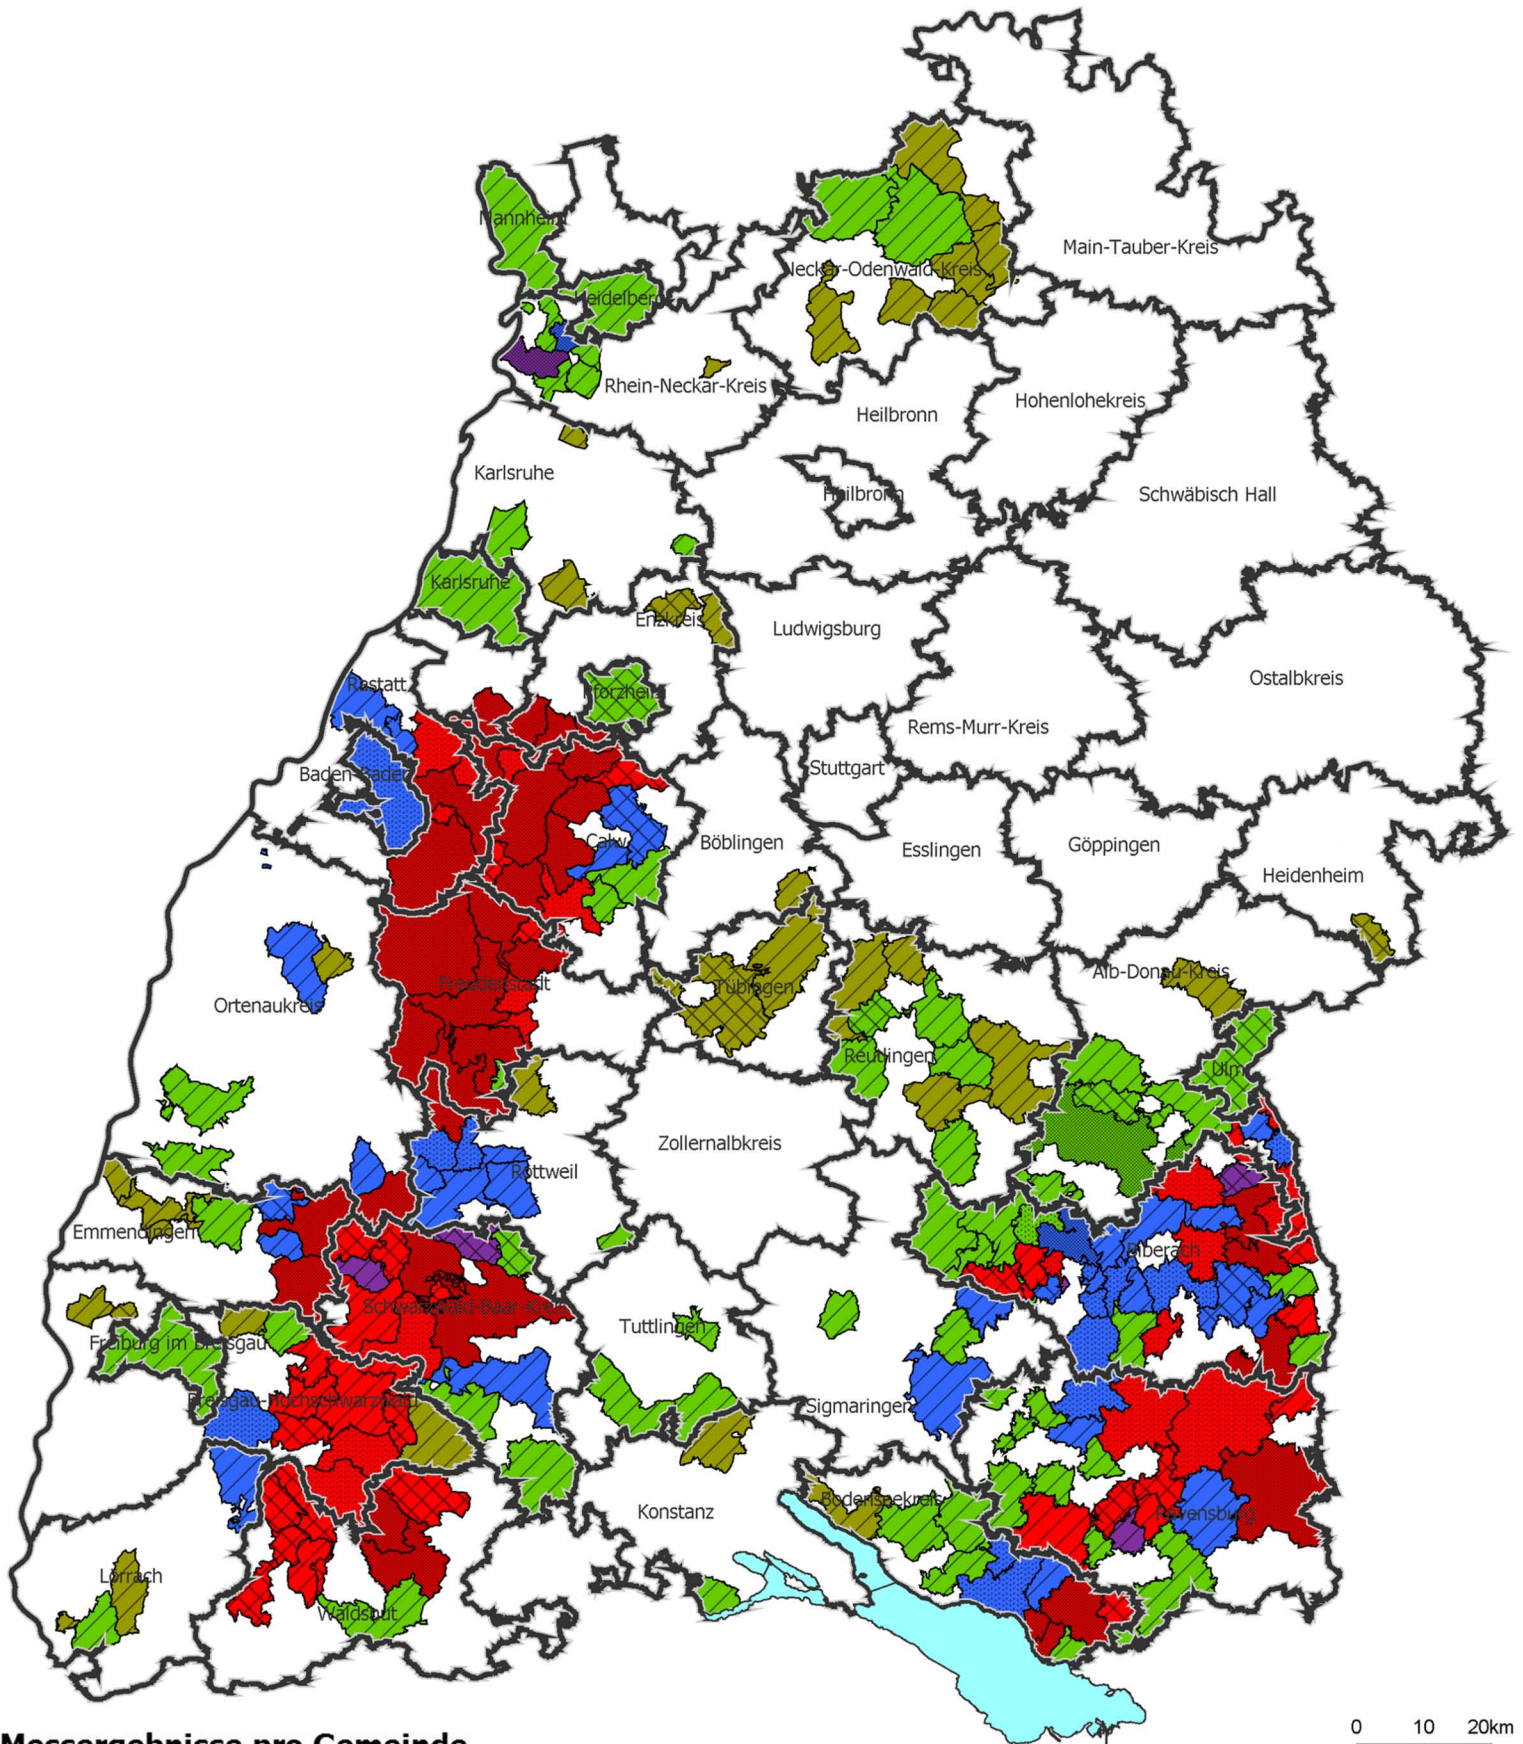 Mannheim
Main-Tauber-Kreis
Neckar-Odenwald-Kreis
Heidelberg
Rhein-Neckar-Kreis
Hohenlohekreis
Heilbronn
Karlsruhe
Heilbronn
Schwäbisch Hall
Karlsruhe
Enzkreis
Ludwigsburg
Ostalbkreis
Rastatt
Pforzheim
Rems-Murr-Kreis
Stuttgart
Baden-Baden
Calw
Böblingen
Esslingen
Göppingen
Heidenheim
Alb-Donau-Kreis
Freudenstadt
Tübingen
Ortenaukreis
Reutlingen
Ulm
Zollernalbkreis
Rottweil
Emmendingen
Biberach
Schwarzwald-Baar-Kreis
Tuttlingen
Freiburg im Breisgau
Breisgau-Hochschwarzwald
Sigmaringen
Bodenseekreis
Konstanz
Ravensburg
Lörrach
Waldshut
0 10 20km
Messergebnisse pro Gemeinde